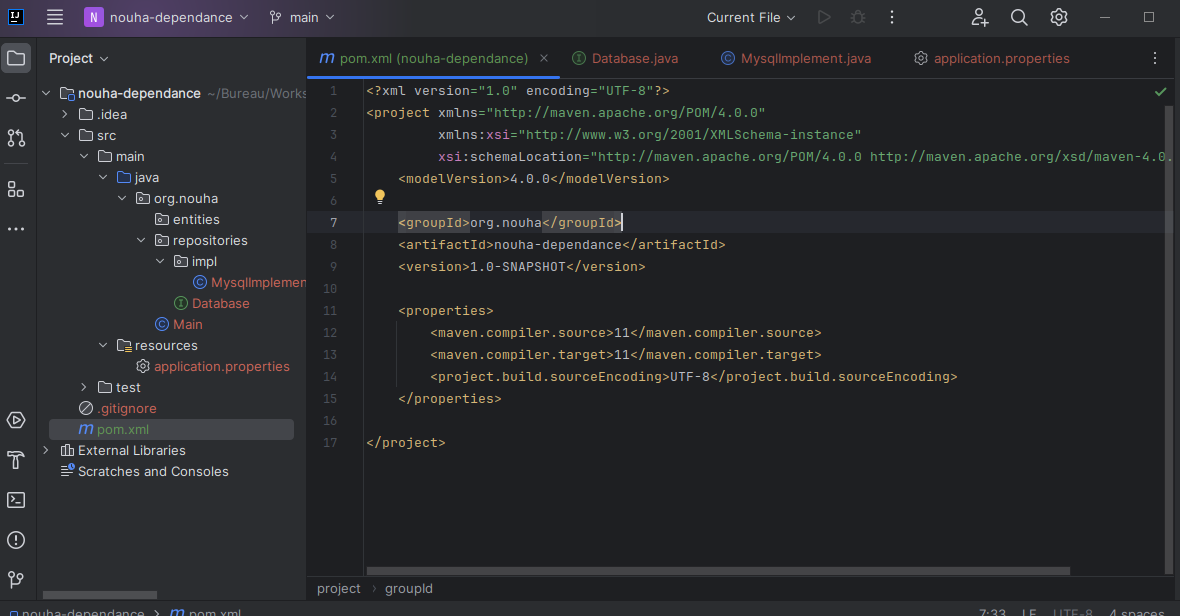 IJ
N nouha-dependance main Current File
Project
nouha-dependance ~/Bureau/Works
.idea
src
main
java
org.nouha
entities
repositories
impl
MysqlImplemen
Database
Main
resources
application.properties
test
.gitignore
pom.xml
External Libraries
Scratches and Consoles
m pom.xml (nouha-dependance) Database.java MysqlImplement.java application.properties
1 <?xml version="1.0" encoding="UTF-8"?>
2 <project xmlns="http://maven.apache.org/POM/4.0.0"
3 xmlns:xsi="http://www.w3.org/2001/XMLSchema-instance"
4 xsi:schemaLocation="http://maven.apache.org/POM/4.0.0 http://maven.apache.org/xsd/maven-4.0.
5 <modelVersion>4.0.0</modelVersion>
6
7 <groupId>org.nouha</groupId>
8 <artifactId>nouha-dependance</artifactId>
9 <version>1.0-SNAPSHOT</version>
10
11 <properties>
12 <maven.compiler.source>11</maven.compiler.source>
13 <maven.compiler.target>11</maven.compiler.target>
14 <project.build.sourceEncoding>UTF-8</project.build.sourceEncoding>
15 </properties>
16
17 </project>
project › groupId
nouha-dependance > m pom.xml 7:33 LF UTF-8 4 spaces